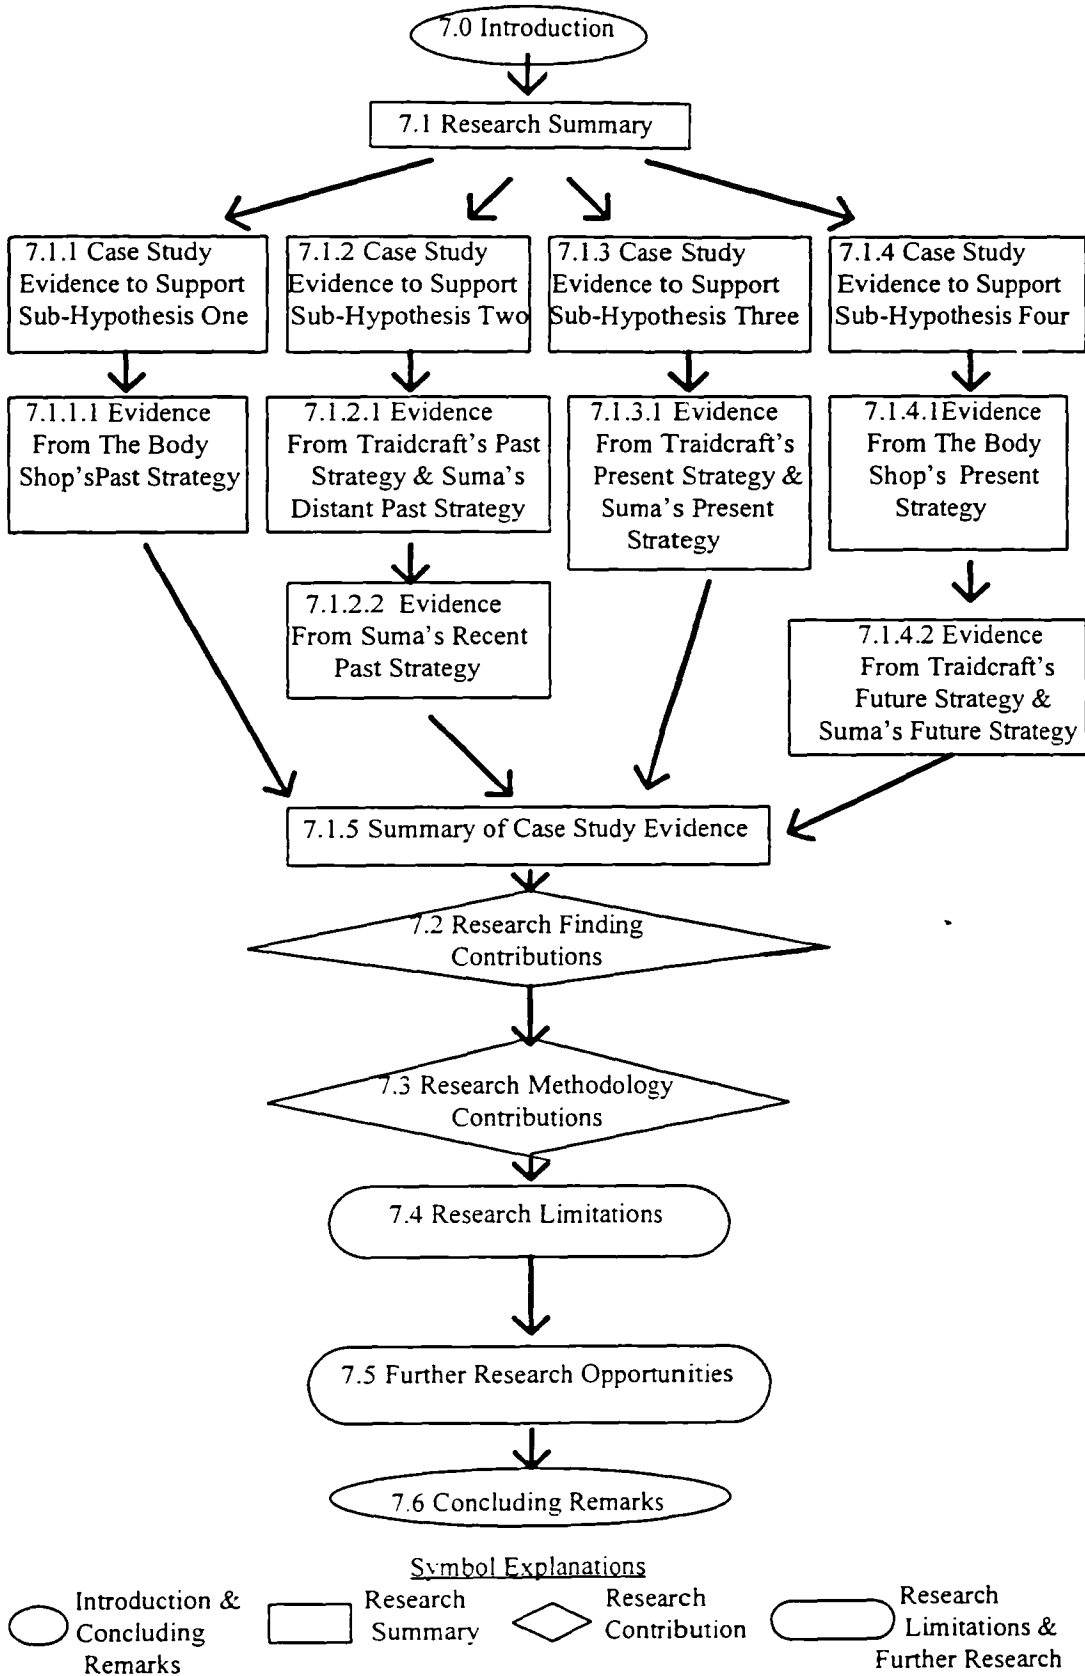 7.0 Introduction
7.1 Research Summary
7.1.1 Case Study
Evidence to Support
Sub-Hypothesis One
7.1.2 Case Study
Evidence to Support
Sub-Hypothesis Two
7.1.3 Case Study
Evidence to Support
Sub-Hypothesis Three
7.1.4 Case Study
Evidence to Support
Sub-Hypothesis Four
7.1.1.1 Evidence
From The Body
Shop'sPast Strategy
7.1.2.1 Evidence
From Traidcraft's Past
Strategy & Suma's
Distant Past Strategy
7.1.3.1 Evidence
From Traidcraft's
Present Strategy &
Suma's Present
Strategy
7.1.4.1Evidence
From The Body
Shop's Present
Strategy
7.1.2.2 Evidence
From Suma's Recent
Past Strategy
7.1.4.2 Evidence
From Traidcraft's
Future Strategy &
Suma's Future Strategy
7.1.5 Summary of Case Study Evidence
7.2 Research Finding
Contributions
7.3 Research Methodology
Contributions
7.4 Research Limitations
7.5 Further Research Opportunities
7.6 Concluding Remarks
Symbol Explanations
Introduction &
Concluding
Remarks
Research
Summary
Research
Contribution
Research
Limitations &
Further Research